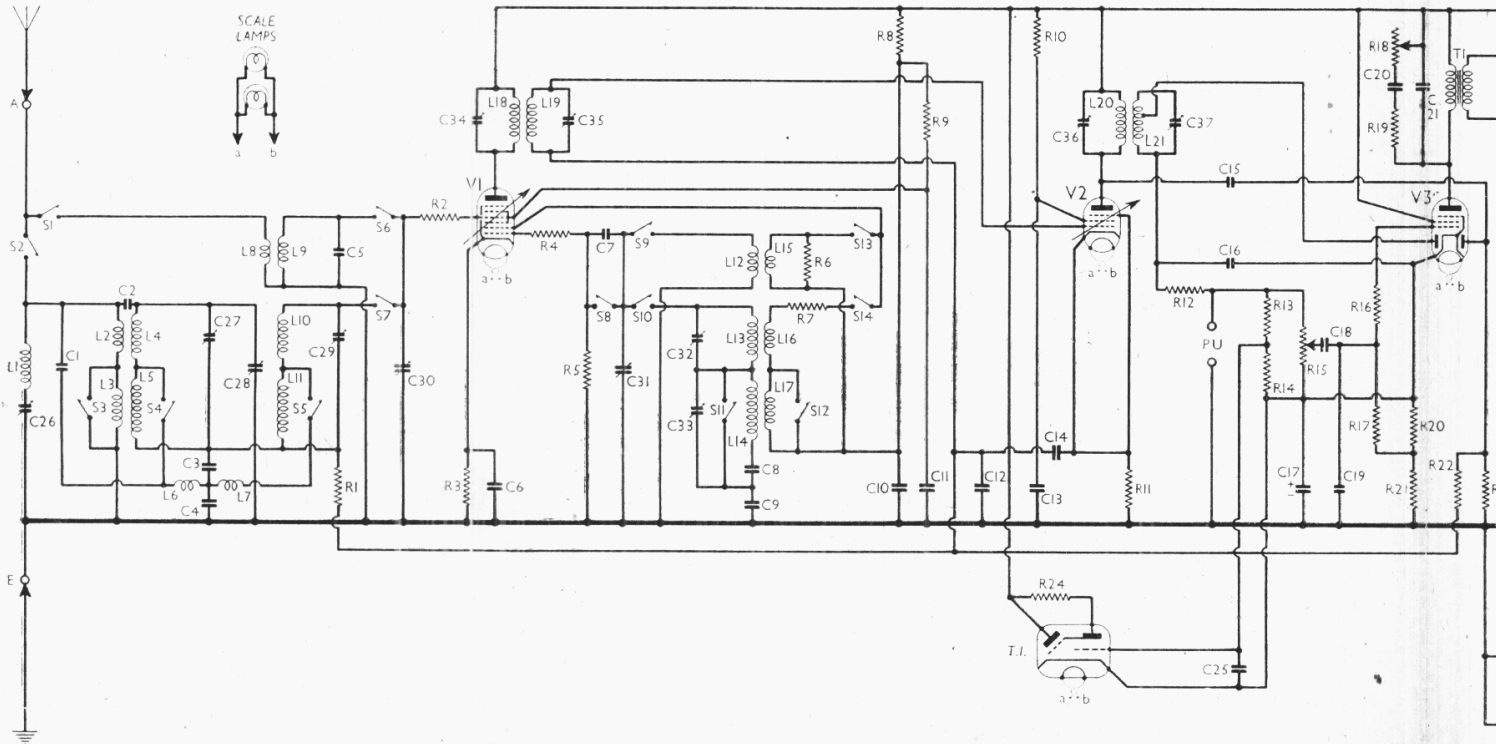 SCALE
LAMPS
R8
R10
R18
T1
C20
C
21
R19
A
a b
C34
L18
L19
C35
R9
C36
L20
L21
C37
C15
V1
V2
V3
R2
S1
S2
S6
L8
L9
C5
R4
C7
S9
L12
L15
R6
S13
a b
a b
C16
a b
R12
R13
R16
C2
S7
S8
S10
R7
S14
PU
C18
L2
L4
C27
L10
C29
C32
L13
L16
R15
L1
C1
C28
C30
R5
C31
R14
L3
S3
L5
S4
L11
S5
L17
C26
C33
S11
S12
L14
R17
R20
C14
C3
L6
L7
C4
R1
R3
C6
C8
C9
C10
C11
C12
C13
R11
C17
+
–
C19
R21
R22
R
E
R24
T.I.
C25
a b